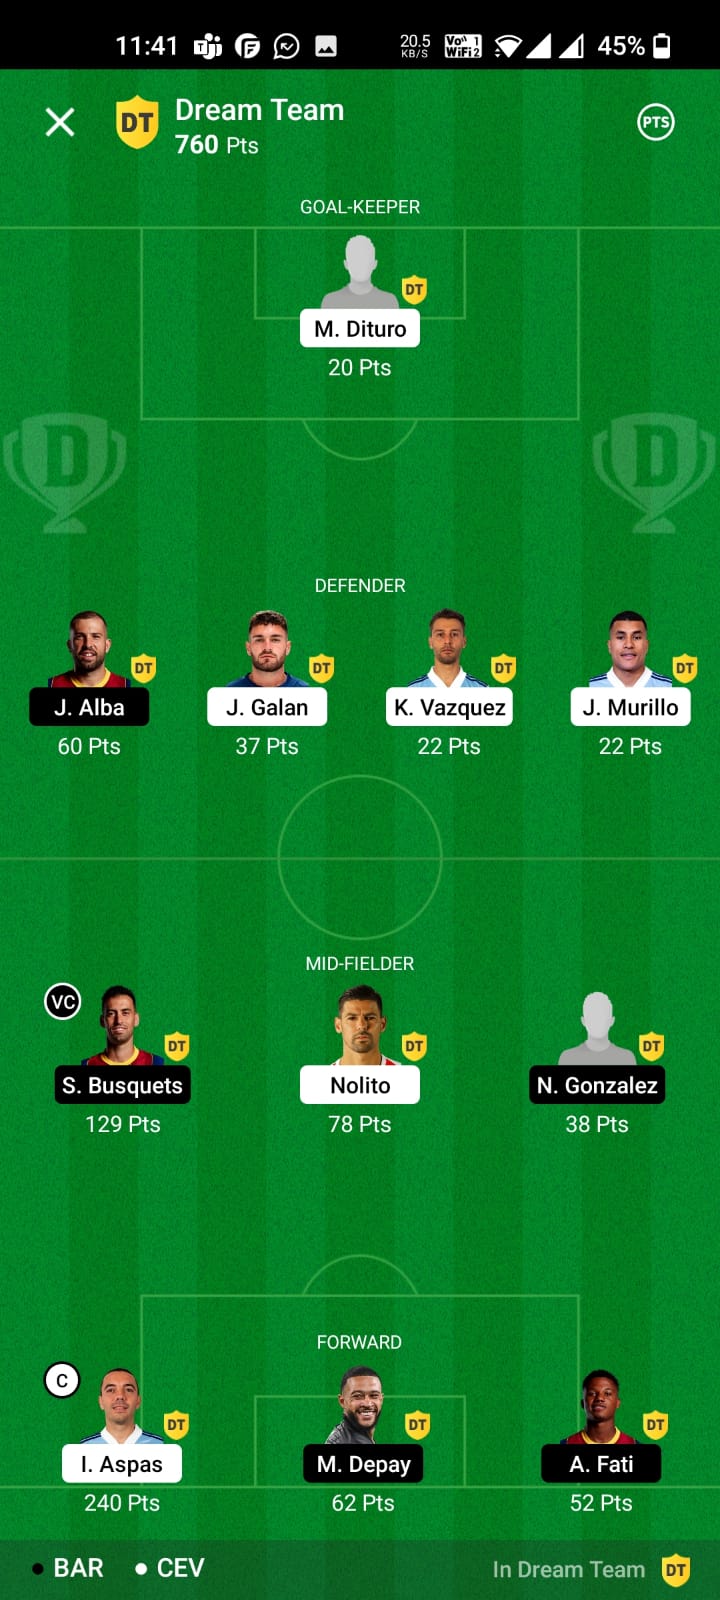 11:41
20.5
KB/S
Vo 1
WiFi 2
45%
DT
Dream Team
760 Pts
PTS
GOAL-KEEPER
DT
M. Dituro
20 Pts
D
D
DEFENDER
DT DT DT DT
J. Alba J. Galan K. Vazquez J. Murillo
60 Pts 37 Pts 22 Pts 22 Pts
MID-FIELDER
VC
DT DT DT
S. Busquets Nolito N. Gonzalez
129 Pts 78 Pts 38 Pts
FORWARD
C
DT DT DT
I. Aspas M. Depay A. Fati
240 Pts 62 Pts 52 Pts
BAR CEV In Dream Team DT